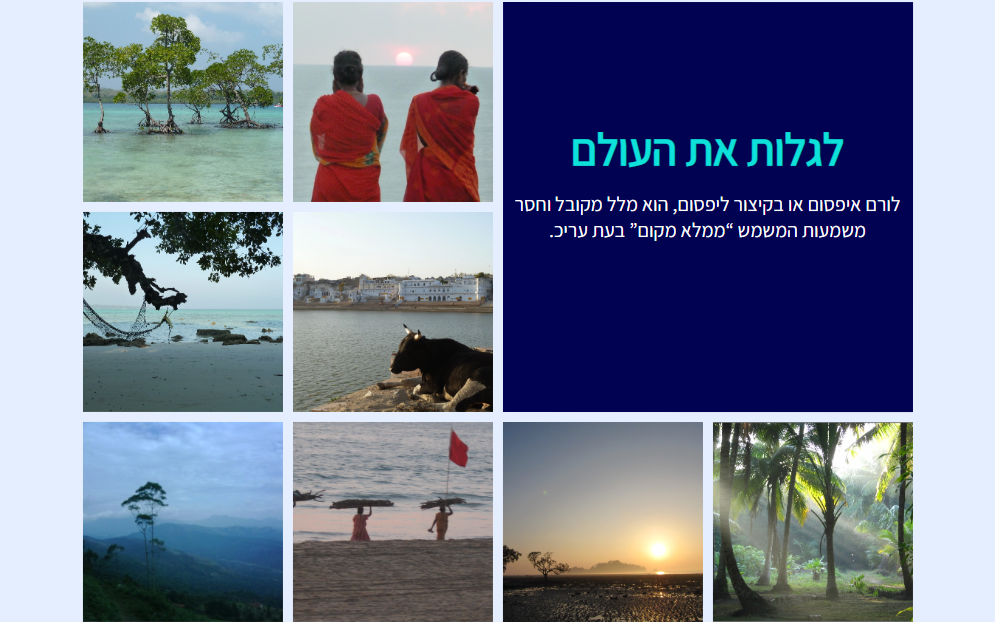 לגלות את העולם
לורם איפסום או בקיצור ליפסום, הוא מלל מקובל וחסר
משמעות המשמש “ממלא מקום” בעת עריכ.